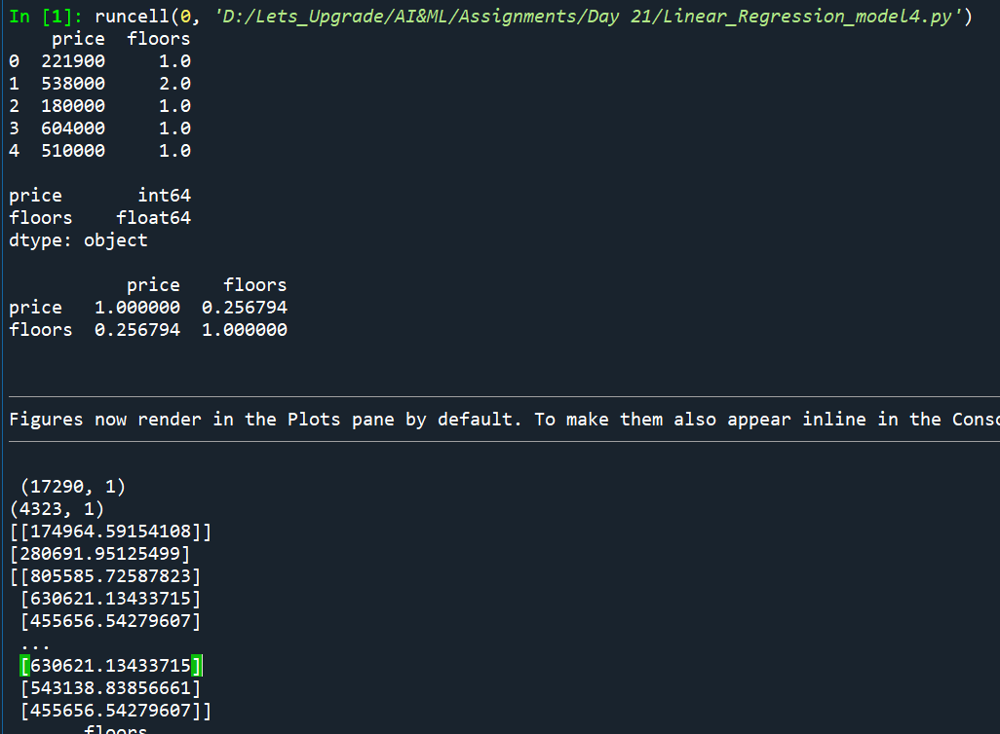 In [1]: runcell(0, 'D:/Lets_Upgrade/AI&ML/Assignments/Day 21/Linear_Regression_model4.py')
    price  floors
0  221900     1.0
1  538000     2.0
2  180000     1.0
3  604000     1.0
4  510000     1.0
price       int64
floors    float64
dtype: object
           price    floors
price   1.000000  0.256794
floors  0.256794  1.000000
Figures now render in the Plots pane by default. To make them also appear inline in the Conso
 (17290, 1)
(4323, 1)
[[174964.59154108]]
[280691.95125499]
[[805585.72587823]
 [630621.13433715]
 [455656.54279607]
 ...
 [630621.13433715]
 [543138.83856661]
 [455656.54279607]]
       floors